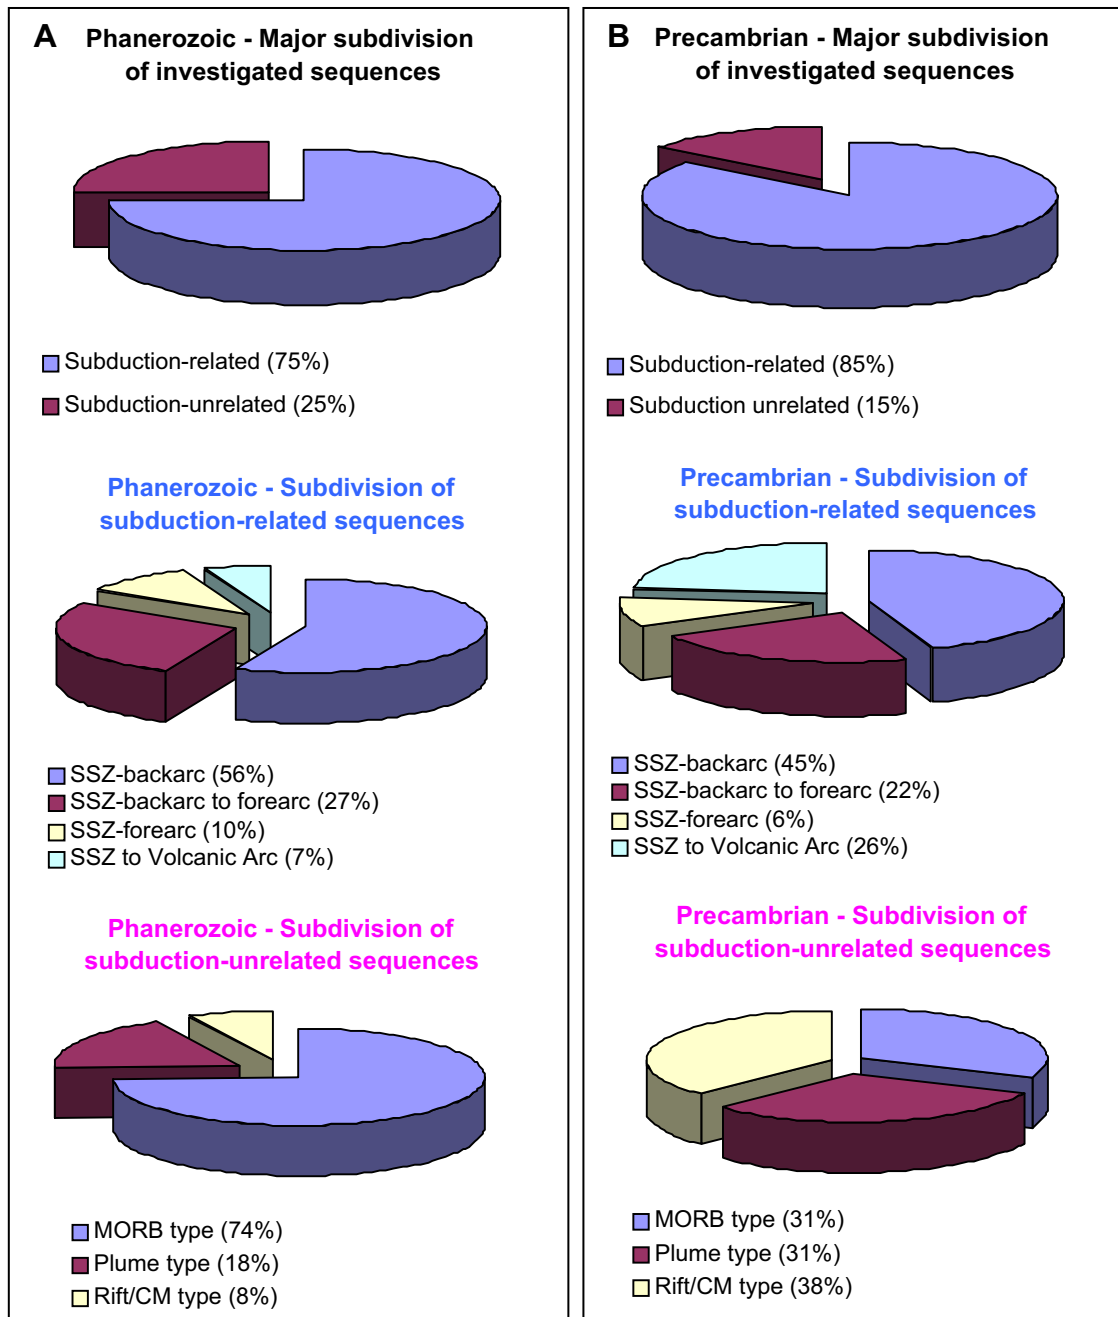 A Phanerozoic - Major subdivision
of investigated sequences
Subduction-related (75%)
Subduction-unrelated (25%)
Phanerozoic - Subdivision of
subduction-related sequences
SSZ-backarc (56%)
SSZ-backarc to forearc (27%)
SSZ-forearc (10%)
SSZ to Volcanic Arc (7%)
Phanerozoic - Subdivision of
subduction-unrelated sequences
MORB type (74%)
Plume type (18%)
Rift/CM type (8%)
B Precambrian - Major subdivision
of investigated sequences
Subduction-related (85%)
Subduction unrelated (15%)
Precambrian - Subdivision of
subduction-related sequences
SSZ-backarc (45%)
SSZ-backarc to forearc (22%)
SSZ-forearc (6%)
SSZ to Volcanic Arc (26%)
Precambrian - Subdivision of
subduction-unrelated sequences
MORB type (31%)
Plume type (31%)
Rift/CM type (38%)